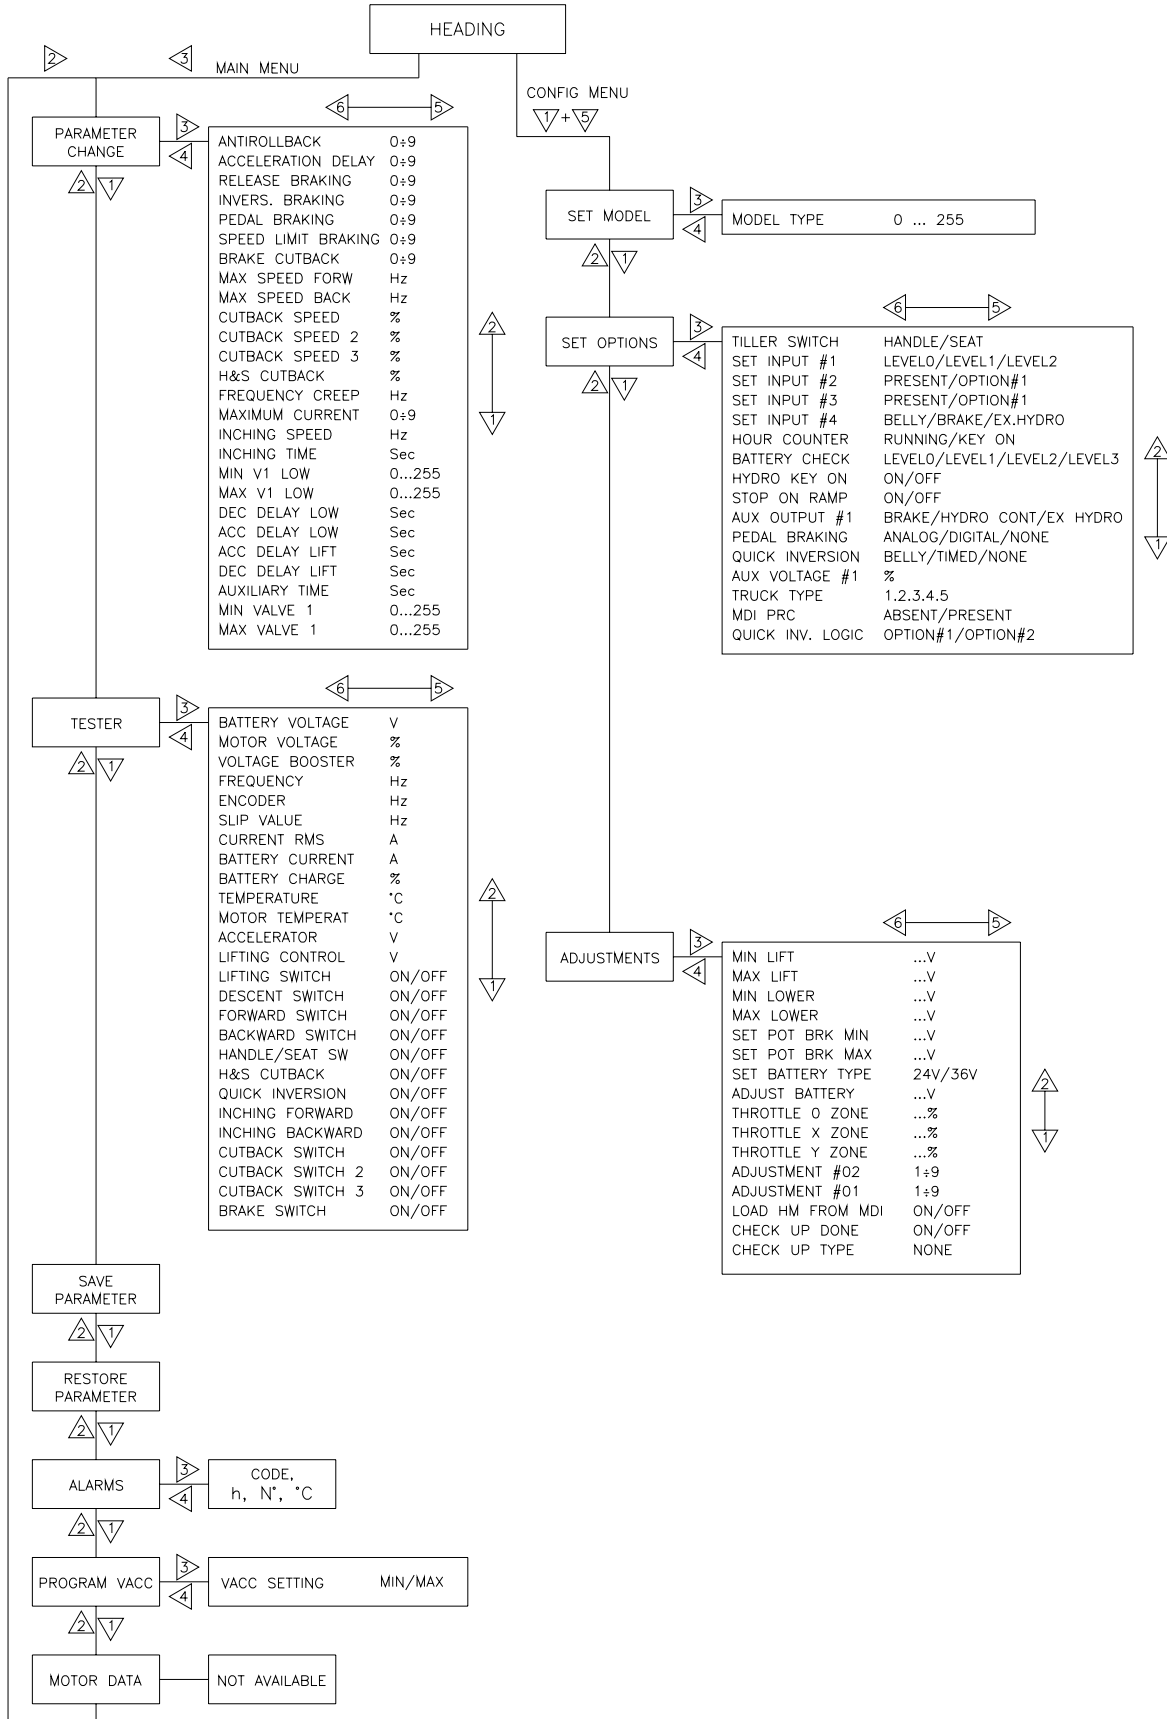 HEADING
2
3
MAIN MENU
CONFIG MENU
1 + 5
6 5
PARAMETER
CHANGE
3
4
2 1
ANTIROLLBACK 0÷9
ACCELERATION DELAY 0÷9
RELEASE BRAKING 0÷9
INVERS. BRAKING 0÷9
PEDAL BRAKING 0÷9
SPEED LIMIT BRAKING 0÷9
BRAKE CUTBACK 0÷9
MAX SPEED FORW Hz
MAX SPEED BACK Hz
CUTBACK SPEED %
CUTBACK SPEED 2 %
CUTBACK SPEED 3 %
H&S CUTBACK %
FREQUENCY CREEP Hz
MAXIMUM CURRENT 0÷9
INCHING SPEED Hz
INCHING TIME Sec
MIN V1 LOW 0...255
MAX V1 LOW 0...255
DEC DELAY LOW Sec
ACC DELAY LOW Sec
ACC DELAY LIFT Sec
DEC DELAY LIFT Sec
AUXILIARY TIME Sec
MIN VALVE 1 0...255
MAX VALVE 1 0...255
2
1
SET MODEL
3
4
2 1
MODEL TYPE 0 ... 255
6 5
SET OPTIONS
3
4
2 1
TILLER SWITCH HANDLE/SEAT
SET INPUT #1 LEVEL0/LEVEL1/LEVEL2
SET INPUT #2 PRESENT/OPTION#1
SET INPUT #3 PRESENT/OPTION#1
SET INPUT #4 BELLY/BRAKE/EX.HYDRO
HOUR COUNTER RUNNING/KEY ON
BATTERY CHECK LEVEL0/LEVEL1/LEVEL2/LEVEL3
HYDRO KEY ON ON/OFF
STOP ON RAMP ON/OFF
AUX OUTPUT #1 BRAKE/HYDRO CONT/EX HYDRO
PEDAL BRAKING ANALOG/DIGITAL/NONE
QUICK INVERSION BELLY/TIMED/NONE
AUX VOLTAGE #1 %
TRUCK TYPE 1.2.3.4.5
MDI PRC ABSENT/PRESENT
QUICK INV. LOGIC OPTION#1/OPTION#2
2
1
6 5
TESTER
3
4
2 1
BATTERY VOLTAGE V
MOTOR VOLTAGE %
VOLTAGE BOOSTER %
FREQUENCY Hz
ENCODER Hz
SLIP VALUE Hz
CURRENT RMS A
BATTERY CURRENT A
BATTERY CHARGE %
TEMPERATURE °C
MOTOR TEMPERAT °C
ACCELERATOR V
LIFTING CONTROL V
LIFTING SWITCH ON/OFF
DESCENT SWITCH ON/OFF
FORWARD SWITCH ON/OFF
BACKWARD SWITCH ON/OFF
HANDLE/SEAT SW ON/OFF
H&S CUTBACK ON/OFF
QUICK INVERSION ON/OFF
INCHING FORWARD ON/OFF
INCHING BACKWARD ON/OFF
CUTBACK SWITCH ON/OFF
CUTBACK SWITCH 2 ON/OFF
CUTBACK SWITCH 3 ON/OFF
BRAKE SWITCH ON/OFF
2
1
6 5
ADJUSTMENTS
3
4
MIN LIFT ...V
MAX LIFT ...V
MIN LOWER ...V
MAX LOWER ...V
SET POT BRK MIN ...V
SET POT BRK MAX ...V
SET BATTERY TYPE 24V/36V
ADJUST BATTERY ...V
THROTTLE 0 ZONE ...%
THROTTLE X ZONE ...%
THROTTLE Y ZONE ...%
ADJUSTMENT #02 1÷9
ADJUSTMENT #01 1÷9
LOAD HM FROM MDI ON/OFF
CHECK UP DONE ON/OFF
CHECK UP TYPE NONE
2
1
SAVE
PARAMETER
2 1
RESTORE
PARAMETER
2 1
ALARMS
3
4
CODE,
h, N°, °C
2 1
PROGRAM VACC
3
4
VACC SETTING MIN/MAX
2 1
MOTOR DATA
NOT AVAILABLE